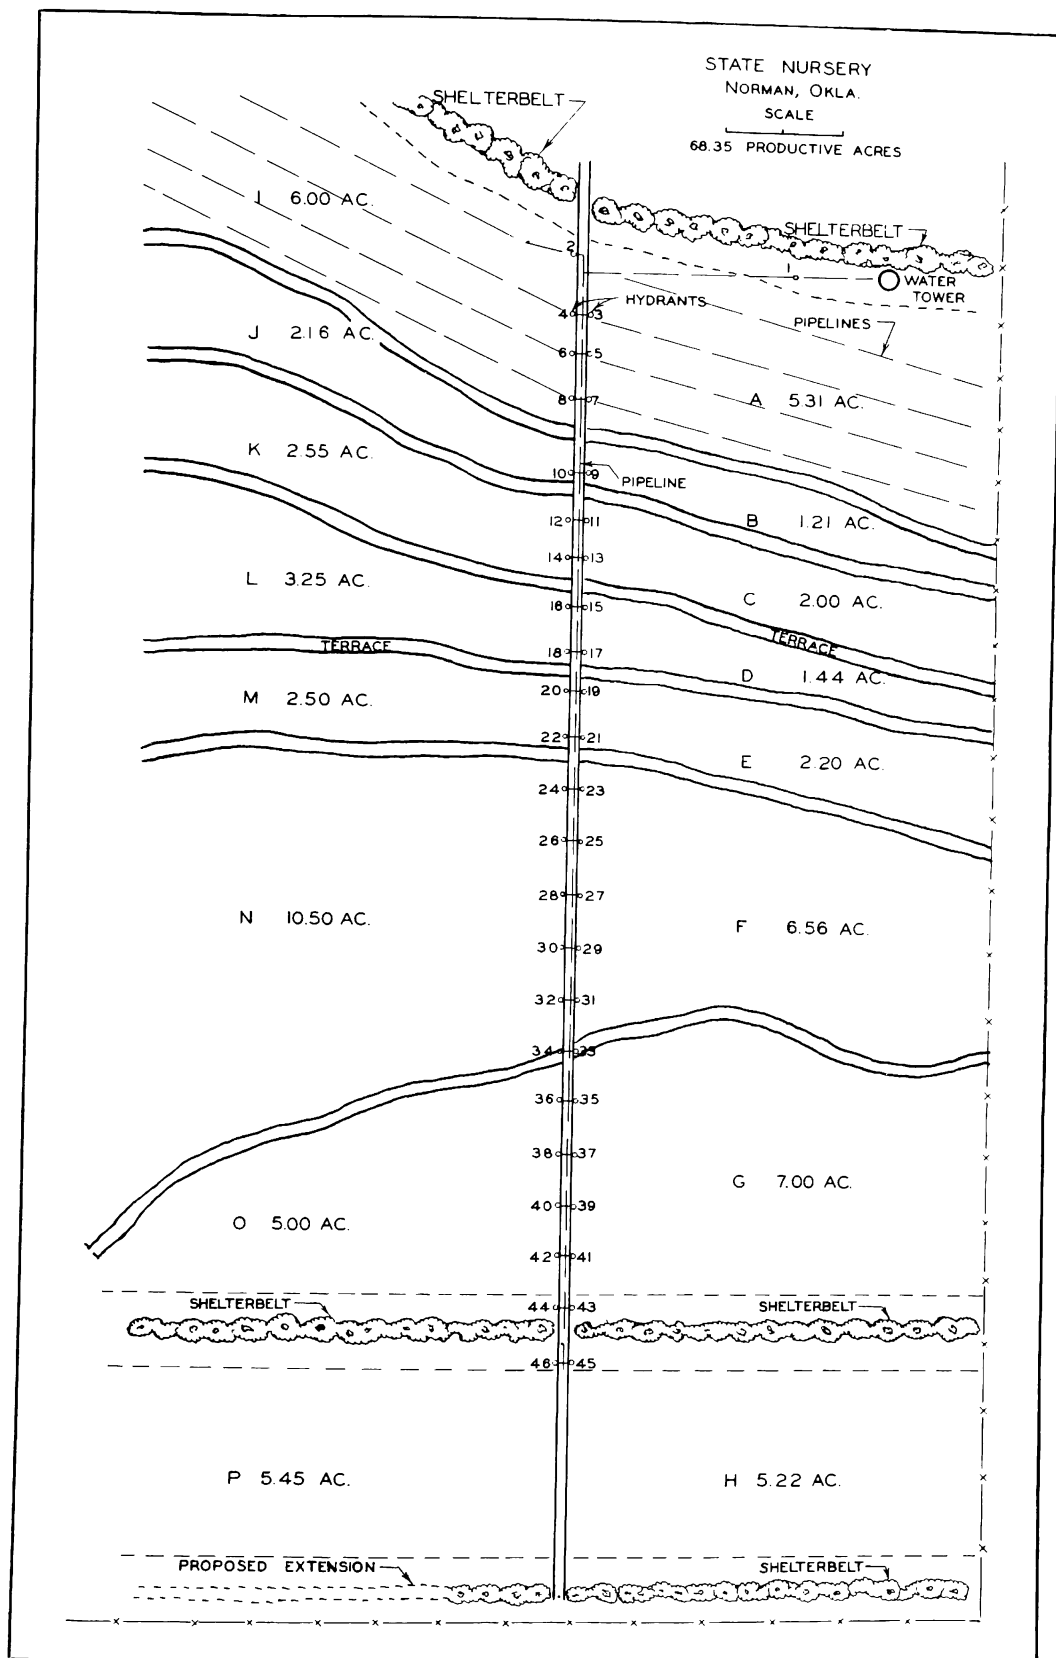 STATE NURSERY
NORMAN, OKLA.
SCALE
68.35 PRODUCTIVE ACRES
SHELTERBELT
I 6.00 AC.
SHELTERBELT
2
1
WATER
TOWER
HYDRANTS
4 3
PIPELINES
J 2.16 AC.
6 5
8 7
A 5.31 AC.
K 2.55 AC.
10 9
PIPELINE
12 11
B 1.21 AC.
14 13
L 3.25 AC.
C 2.00 AC.
16 15
TERRACE
TERRACE
18 17
D 1.44 AC.
20 19
M 2.50 AC.
22 21
E 2.20 AC.
24 23
26 25
28 27
N 10.50 AC.
F 6.56 AC.
30 29
32 31
34 33
36 35
38 37
G 7.00 AC.
40 39
O 5.00 AC.
42 41
SHELTERBELT
44 43
SHELTERBELT
46 45
P 5.45 AC.
H 5.22 AC.
PROPOSED EXTENSION
SHELTERBELT